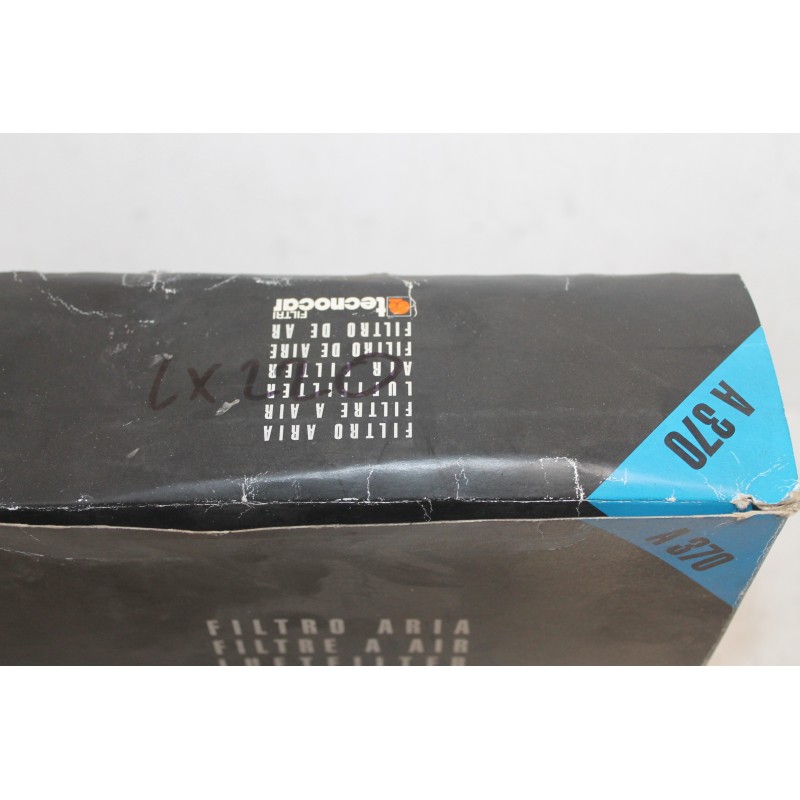 FILTRO ARIA
FILTRE A AIR
LUFTFILTER
AIR FILTER
FILTRO DE AIRE
FILTRO DE AR
FILTRI
tecnocar
A 370
A 370
FILTRO ARIA
FILTRE A AIR
LUFTFILTER